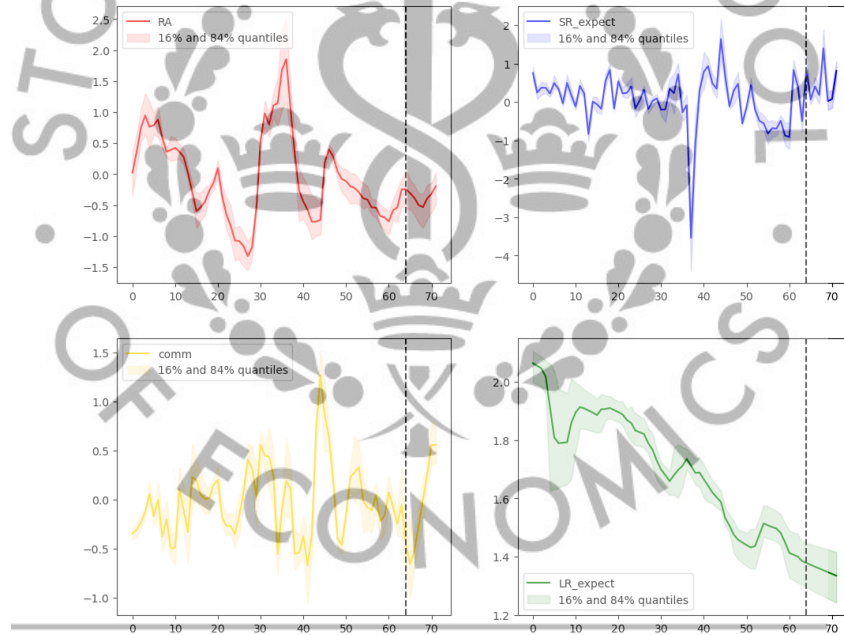 2.5
2.0
1.5
1.0
0.5
0.0
−0.5
−1.0
−1.5
RA
16% and 84% quantiles
0 10 20 30 40 50 60 70
2
1
0
−1
−2
−3
−4
SR_expect
16% and 84% quantiles
0 10 20 30 40 50 60 70
1.5
1.0
0.5
0.0
−0.5
−1.0
comm
16% and 84% quantiles
0 10 20 30 40 50 60 70
2.0
1.8
1.6
1.4
1.2
LR_expect
16% and 84% quantiles
0 10 20 30 40 50 60 70
STO
OF ECONOMICS